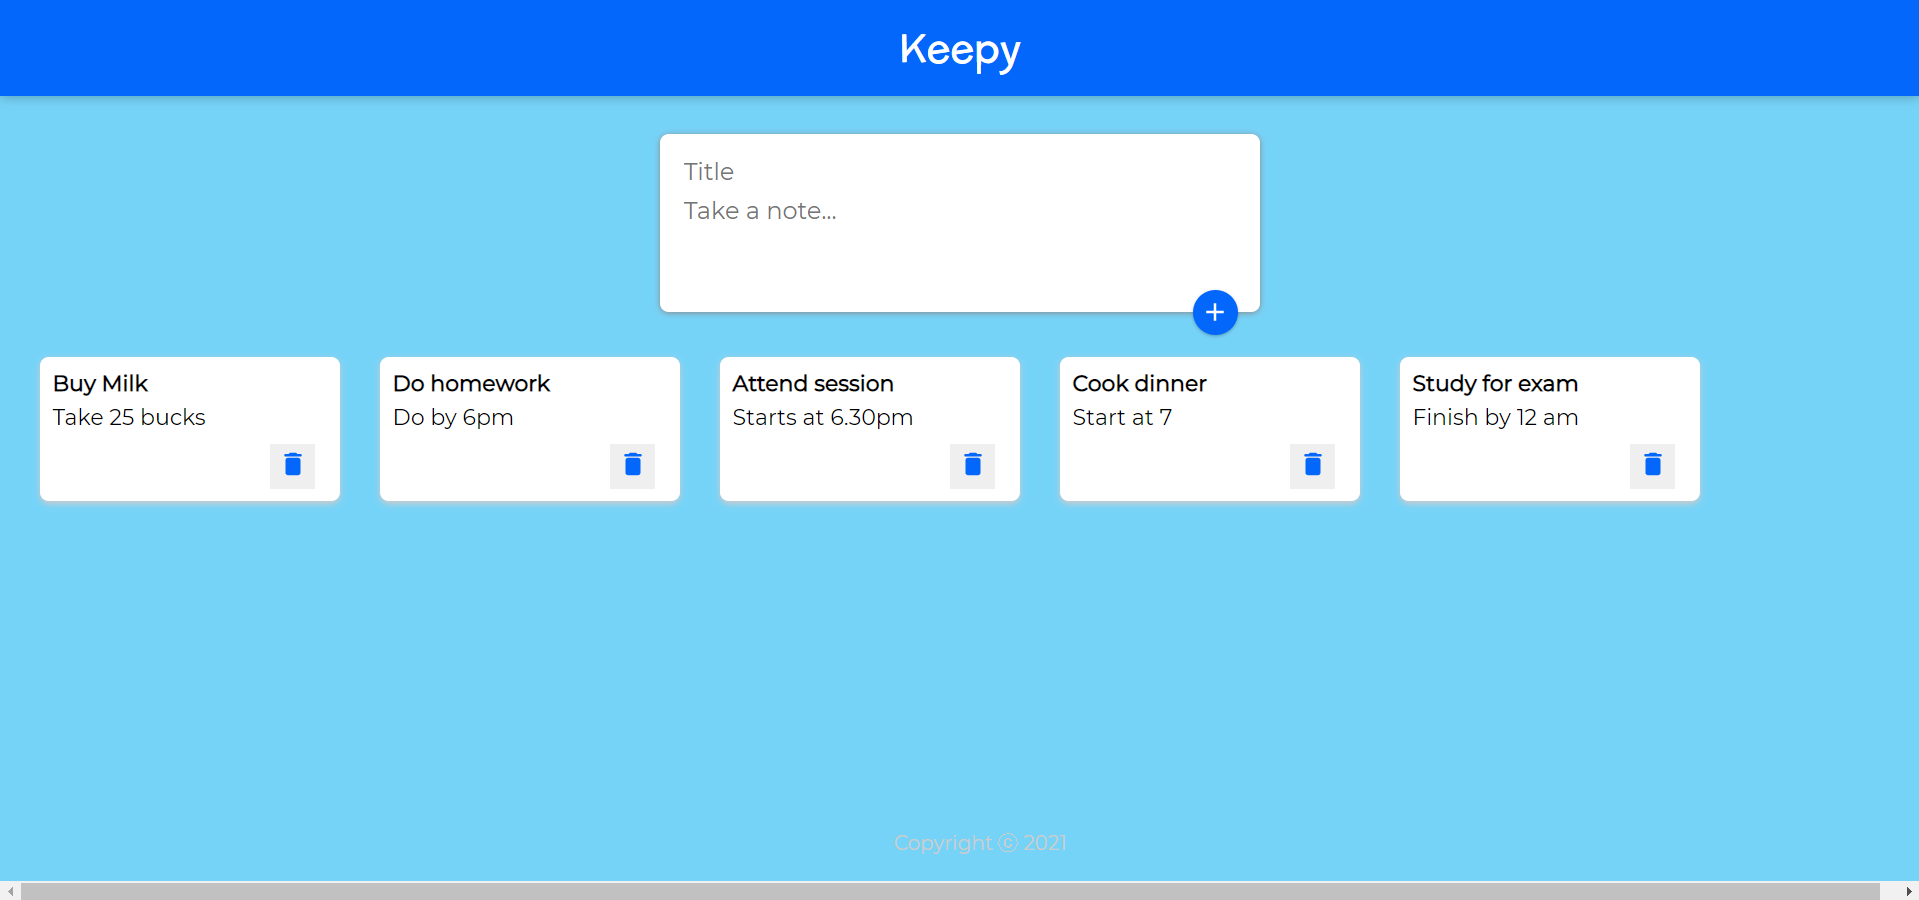 Keepy
Title
Take a note...
Buy Milk
Take 25 bucks
Do homework
Do by 6pm
Attend session
Starts at 6.30pm
Cook dinner
Start at 7
Study for exam
Finish by 12 am
Copyright ⓒ 2021